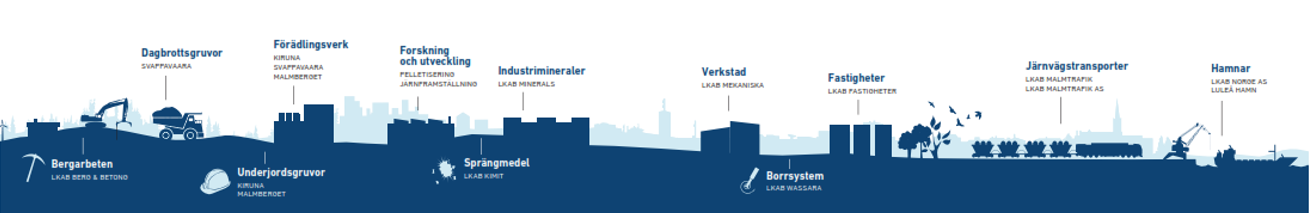 Dagbrottsgruvor
SVAPPAVAARA
Förädlingsverk
KIRUNA
SVAPPAVAARA
MALMBERGET
Forskning
och utveckling
PELLETISERING
JÄRNFRAMSTÄLLNING
Industrimineraler
LKAB MINERALS
Verkstad
LKAB MEKANISKA
Fastigheter
LKAB FASTIGHETER
Järnvägstransporter
LKAB MALMTRAFIK
LKAB MALMTRAFIK AS
Hamnar
LKAB NORGE AS
LULEÅ HAMN
Bergarbeten
LKAB BERG & BETONG
Underjordsgruvor
KIRUNA
MALMBERGET
Sprängmedel
LKAB KIMIT
Borrsystem
LKAB WASSARA